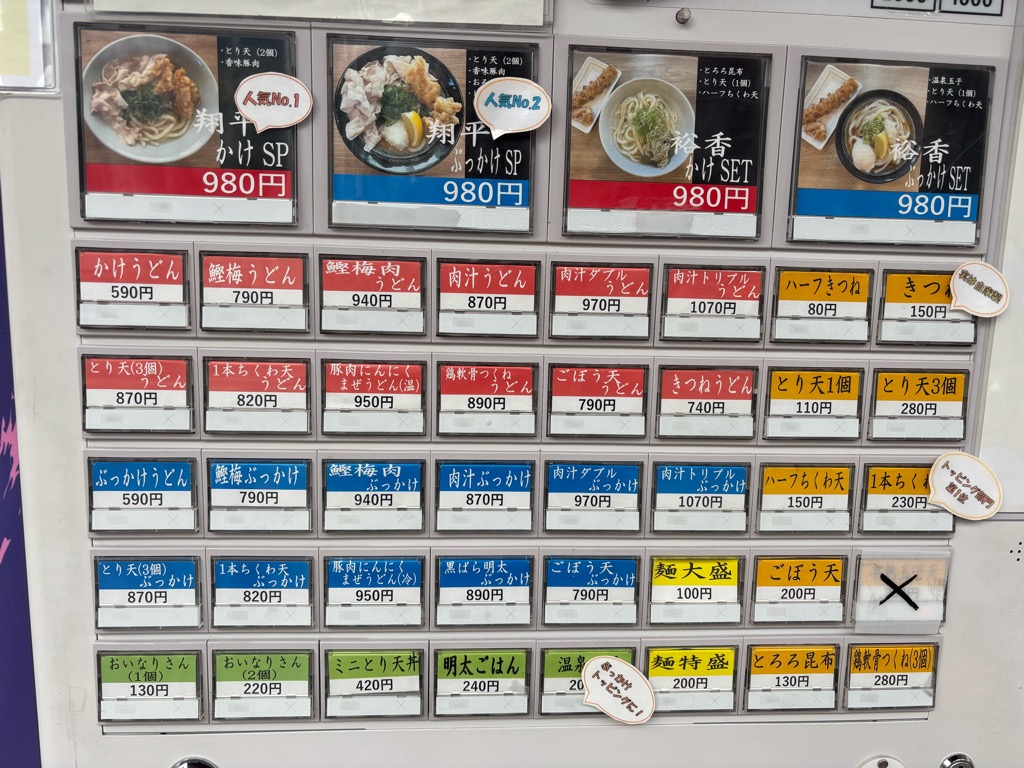 ・とり天（2個）
・香味豚肉
人気No.1
翔平
かけSP
980円
・とり天（2個）
・香味豚肉
人気No.2
翔平
ぶっかけSP
980円
・とろろ昆布
・とり天（1個）
・ハーフちくわ天
裕香
かけSET
980円
・温泉玉子
・とり天（1個）
・ハーフちくわ天
裕香
ぶっかけSET
980円
かけうどん
590円
鰹梅うどん
790円
鰹梅肉
うどん
940円
肉汁うどん
870円
肉汁ダブル
うどん
970円
肉汁トリプル
うどん
1070円
ハーフきつね
80円
きつね
150円
とり天(3個)
うどん
870円
1本ちくわ天
うどん
820円
豚肉にんにく
まぜうどん(温)
950円
鶏軟骨つくね
うどん
890円
ごぼう天
うどん
790円
きつねうどん
740円
とり天1個
110円
とり天3個
280円
ぶっかけうどん
590円
鰹梅ぶっかけ
790円
鰹梅肉
ぶっかけ
940円
肉汁ぶっかけ
870円
肉汁ダブル
ぶっかけ
970円
肉汁トリプル
ぶっかけ
1070円
ハーフちくわ天
150円
1本ちく
230円
トッピング部門
第1位
とり天(3個)
ぶっかけ
870円
1本ちくわ天
ぶっかけ
820円
豚肉にんにく
まぜうどん(冷)
950円
黒ばら明太
ぶっかけ
890円
ごぼう天
ぶっかけ
790円
麺大盛
100円
ごぼう天
200円
おいなりさん
（1個）
130円
おいなりさん
（2個）
220円
ミニとり天丼
420円
明太ごはん
240円
温泉
ぶっかけ
トッピングに！
麺特盛
200円
とろろ昆布
130円
鶏軟骨つくね(3個)
280円